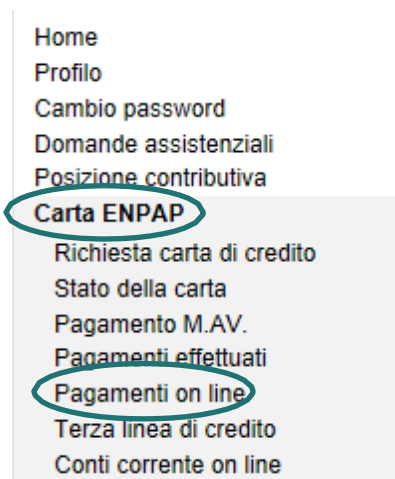 Home
Profilo
Cambio password
Domande assistenziali
Posizione contributiva
Carta ENPAP
Richiesta carta di credito
Stato della carta
Pagamento M.AV.
Pagamenti effettuati
Pagamenti on line
Terza linea di credito
Conti corrente on line